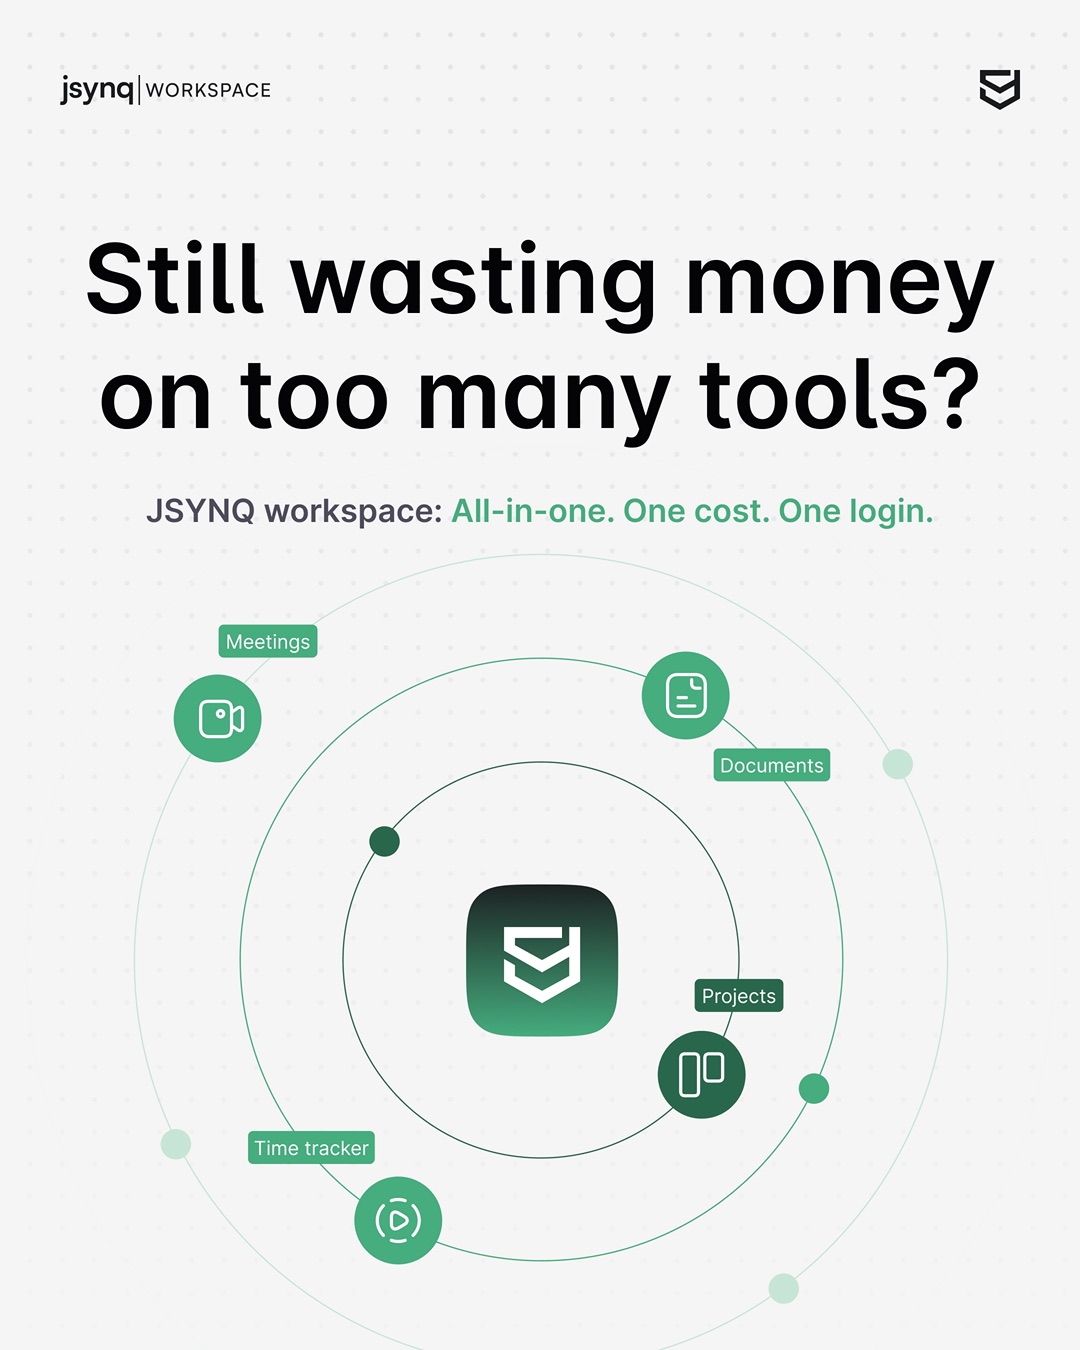 jsynq|WORKSPACE
Still wasting money
on too many tools?
JSYNQ workspace: All-in-one. One cost. One login.
Meetings
Documents
Projects
Time tracker